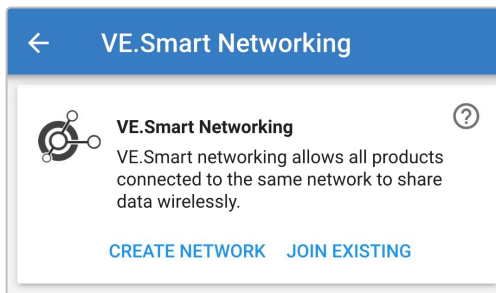 VE.Smart Networking
VE.Smart Networking
VE.Smart networking allows all products
connected to the same network to share
data wirelessly.
CREATE NETWORK JOIN EXISTING